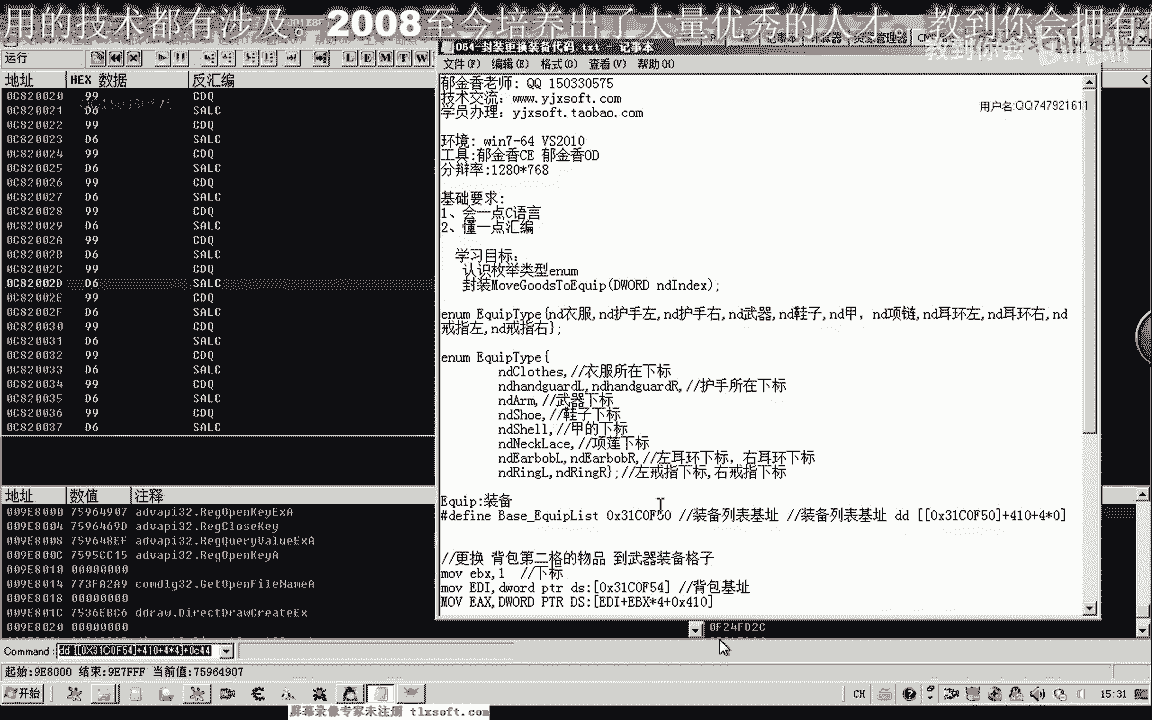 用的技术都有涉及。2008至今培养出了大量优秀的人才。教到你会拥有
教到你会
064-封装更换装备代码.txt - 记事本
运行
L E M T W
文件(F) 编辑(E) 格式(O) 查看(V) 帮助(H)
地址 HEX 数据 反汇编
0C820020 99 CDQ
0C820021 D6 SALC
0C820022 99 CDQ
0C820023 D6 SALC
0C820024 99 CDQ
0C820025 D6 SALC
0C820026 99 CDQ
0C820027 D6 SALC
0C820028 99 CDQ
0C820029 D6 SALC
0C82002A 99 CDQ
0C82002B D6 SALC
0C82002C 99 CDQ
0C82002D D6 SALC
0C82002E 99 CDQ
0C82002F D6 SALC
0C820030 99 CDQ
0C820031 D6 SALC
0C820032 99 CDQ
0C820033 D6 SALC
0C820034 99 CDQ
0C820035 D6 SALC
0C820036 99 CDQ
0C820037 D6 SALC
郁金香老师: QQ 150330575
技术交流: www.yjxsoft.com
学员办理: yjxsoft.taobao.com
用户名:QQ747921611
环境: win7-64 VS2010
工具:郁金香CE 郁金香OD
分辩率:1280*768
基础要求:
1、会一点C语言
2、懂一点汇编
学习目标:
认识枚举类型enum
封装MoveGoodsToEquip(DWORD ndIndex);
enum EquipType{nd衣服,nd护手左,nd护手右,nd武器,nd鞋子,nd甲, nd项链,nd耳环左,nd耳环右,nd
戒指左,nd戒指右};
enum EquipType{
ndClothes,//衣服所在下标
ndhandguardL,ndhandguardR,//护手所在下标
ndArm,//武器下标
ndShoe,//鞋子下标
ndShell,//甲的下标
ndNeckLace,//项莲下标
ndEarbobL,ndEarbobR,//左耳环下标, 右耳环下标
ndRingL,ndRingR};//左戒指下标,右戒指下标
Equip:装备
#define Base_EquipList 0x31C0F50 //装备列表基址 //装备列表基址 dd [[0x31C0F50]+410+4*0]
//更换 背包第二格的物品 到武器装备格子
mov ebx,1 //下标
mov EDI,dword ptr ds:[0x31C0F54] //背包基址
MOV EAX,DWORD PTR DS:[EDI+EBX*4+0x410]
地址 数值 注释
009E8000 75964907 advapi32.RegOpenKeyExA
009E8004 7596469D advapi32.RegCloseKey
009E8008 759648EF advapi32.RegQueryValueExA
009E800C 7595CC15 advapi32.RegOpenKeyA
009E8010 00000000
009E8014 773FA2A9 comdlg32.GetOpenFileNameA
009E8018 00000000
009E801C 7536EBC6 ddraw.DirectDrawCreateEx
009E8020 00000000
0F24FD2C
Command: dd [[0X31C0F54]+410+4*4]+0c44
起始:9E8000 结束:9E7FFF 当前值:75964907
开始
CH
15:31
屏幕录像专家未注册 tlxsoft.com